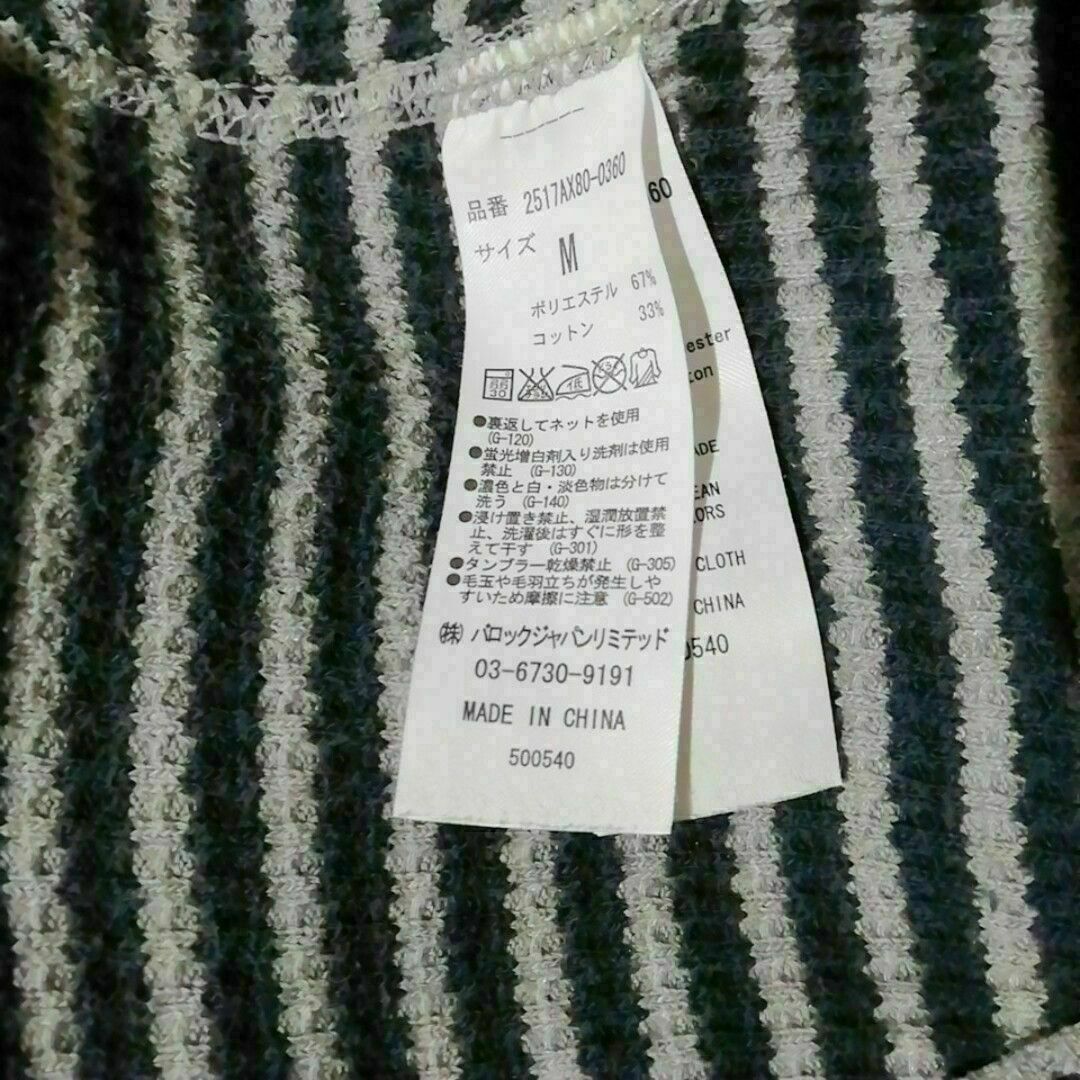 品番 2517AX80-0360
サイズ M
ポリエステル 67%
コットン 33%
30
低
●裏返してネットを使用
(G-120)
●蛍光増白剤入り洗剤は使用
禁止 (G-130)
●濃色と白・淡色物は分けて
洗う (G-140)
●浸け置き禁止、湿潤放置禁
止、洗濯後はすぐに形を整
えて干す (G-301)
●タンブラー乾燥禁止 (G-305)
●毛玉や毛羽立ちが発生しや
すいため摩擦に注意 (G-502)
㈱ バロックジャパンリミテッド
03-6730-9191
MADE IN CHINA
500540
60
ester
ton
ADE
EAN
ORS
CLOTH
CHINA
0540